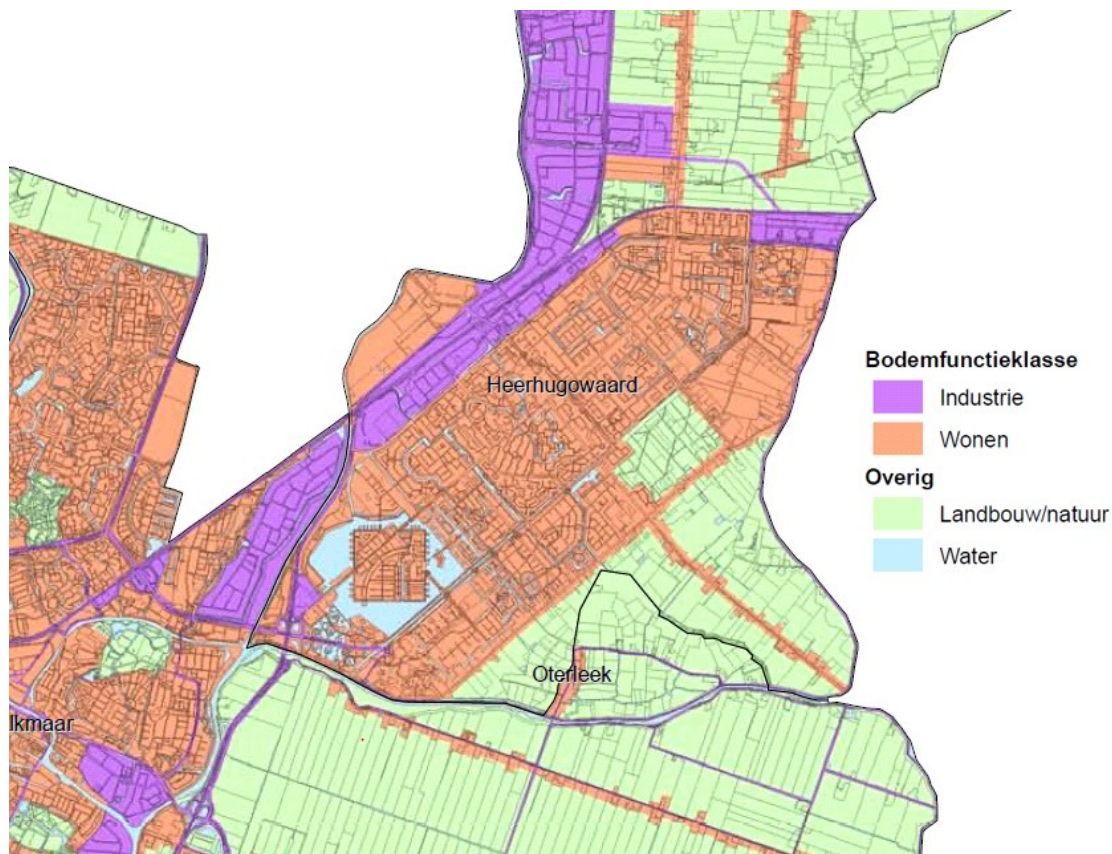 Heerhugowaard
Oterleek
lkmaar
Bodemfunctieklasse
Industrie
Wonen
Overig
Landbouw/natuur
Water